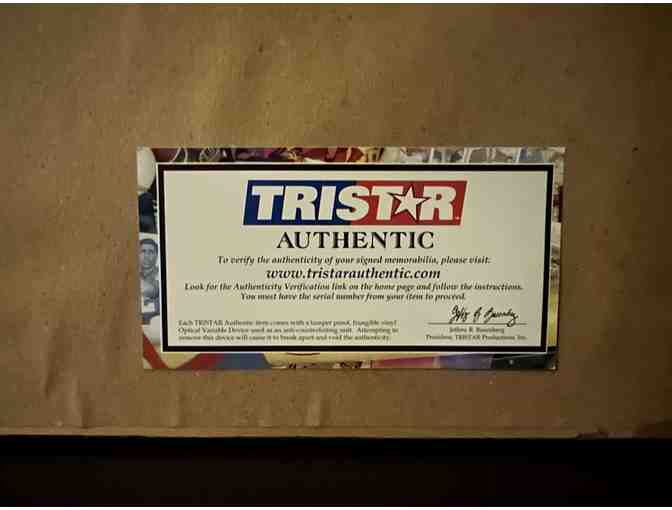 TRISTAR
AUTHENTIC
To verify the authenticity of your signed memorabilia, please visit:
www.tristarauthentic.com
Look for the Authenticity Verification link on the home page and follow the instructions.
You must have the serial number from your item to proceed.
Each TRISTAR Authentic item comes with a tamper proof, frangible vinyl
Optical Variable Device used as an anti-counterfeiting unit. Attempting to
remove this device will cause it to break apart and void the authenticity.
Jeffrey R. Rosenberg
President, TRISTAR Productions, Inc.